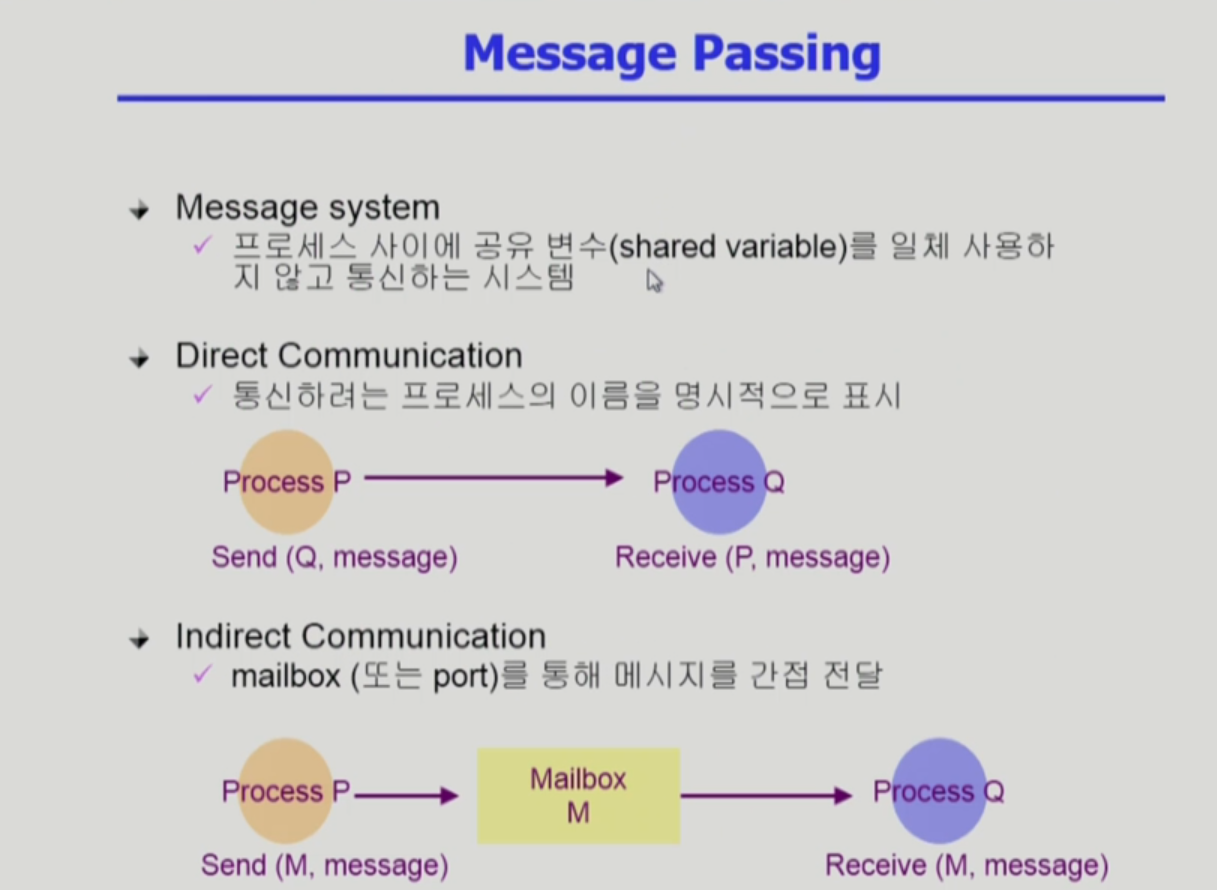 Message Passing
Message system
프로세스 사이에 공유 변수(shared variable)를 일체 사용하
지 않고 통신하는 시스템
Direct Communication
통신하려는 프로세스의 이름을 명시적으로 표시
Process P
Process Q
Send (Q, message)
Receive (P, message)
Indirect Communication
mailbox (또는 port)를 통해 메시지를 간접 전달
Process P
Mailbox
M
Process Q
Send (M, message)
Receive (M, message)